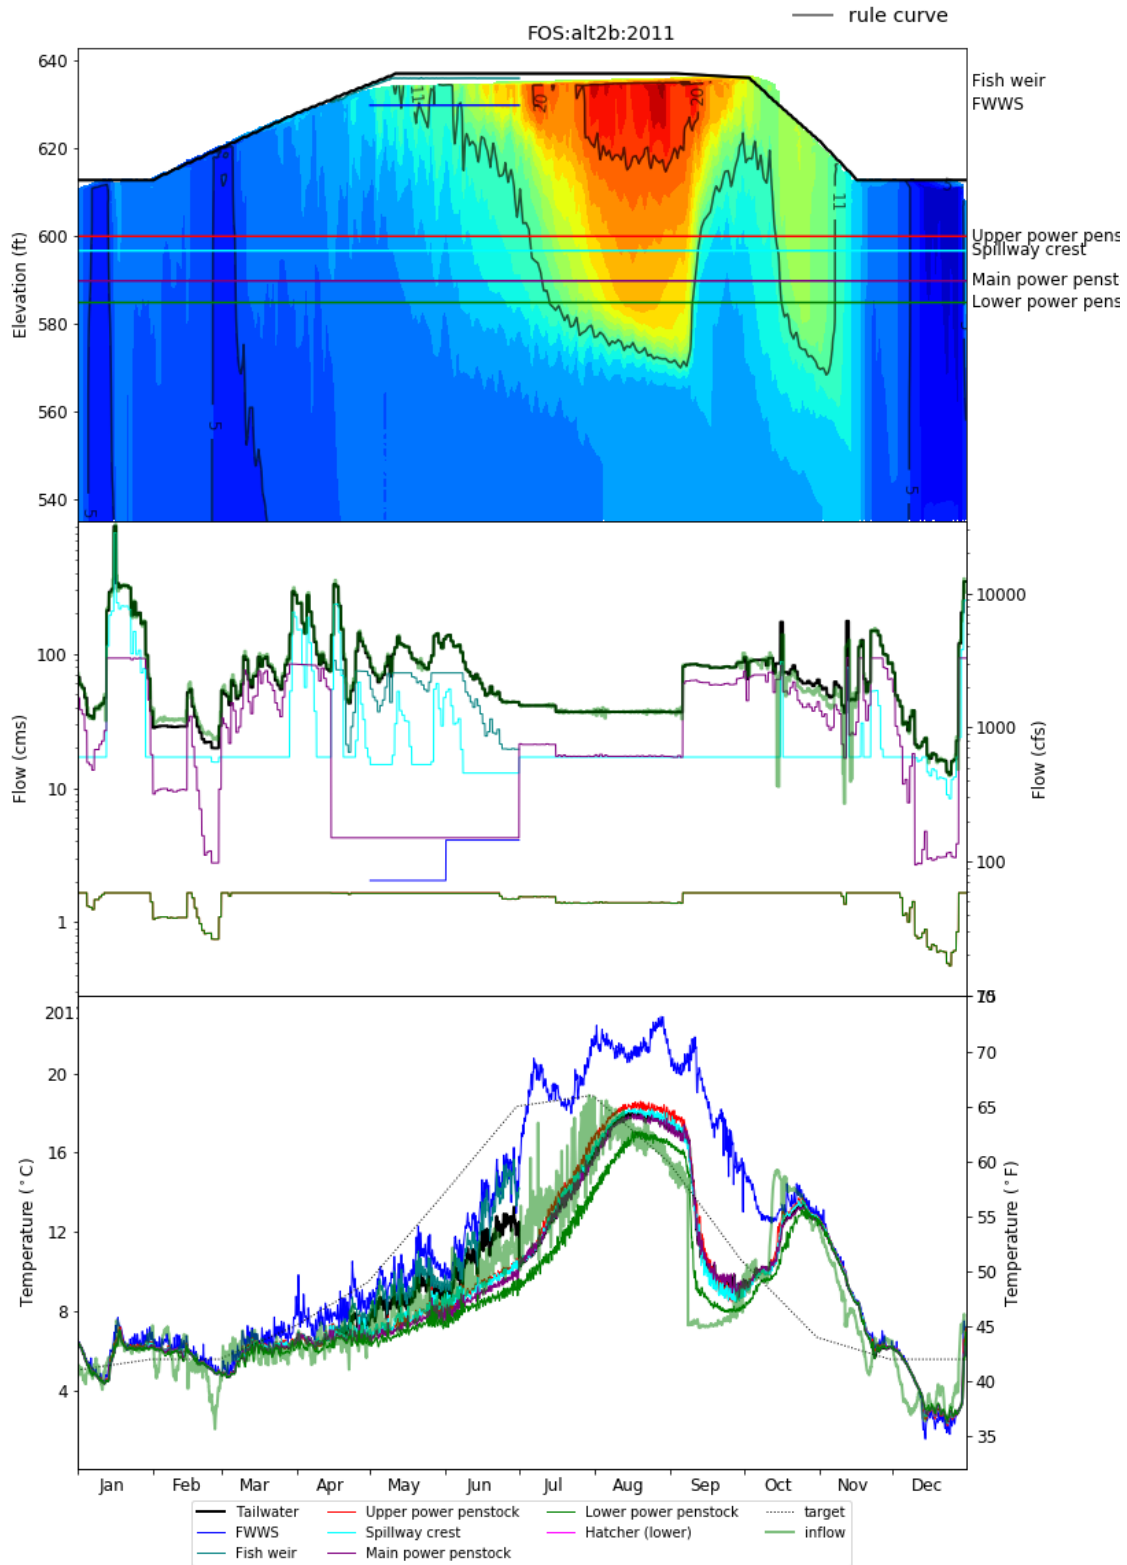 rule curve
FOS:alt2b:2011
640
620
600
580
560
540
Elevation (ft)
Fish weir
FWWS
Upper power pens
Spillway crest
Main power penst
Lower power pens
11
20
20
11
5
5
5
100
10
1
Flow (cms)
10000
1000
100
Flow (cfs)
201
20
16
12
8
4
Temperature (°C)
75
70
65
60
55
50
45
40
35
Temperature (°F)
Jan Feb Mar Apr May Jun Jul Aug Sep Oct Nov Dec
Tailwater Upper power penstock Lower power penstock target
FWWS Spillway crest Hatcher (lower) inflow
Fish weir Main power penstock